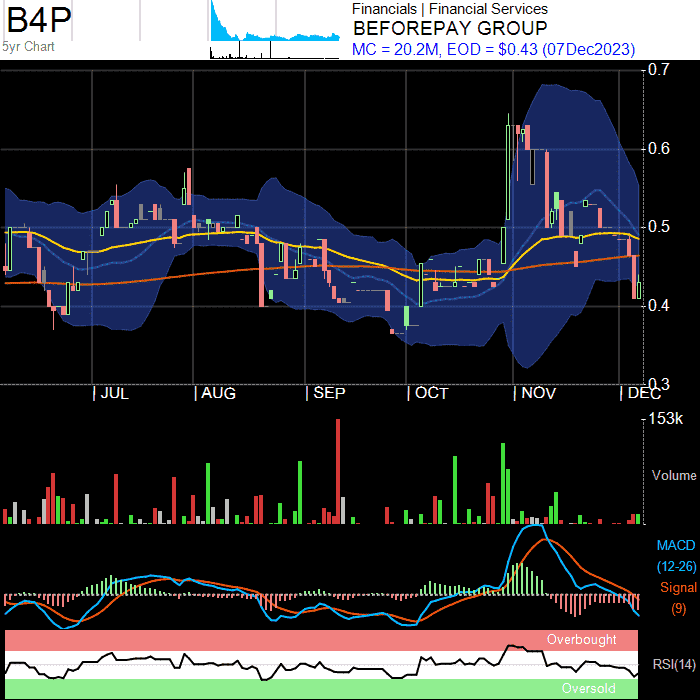 B4P
5yr Chart
Financials | Financial Services
BEFOREPAY GROUP
MC = 20.2M, EOD = $0.43 (07Dec2023)
0.7
0.6
0.5
0.4
0.3
JUL AUG SEP OCT NOV DEC
153k
Volume
MACD
(12-26)
Signal
(9)
Overbought
RSI(14)
Oversold